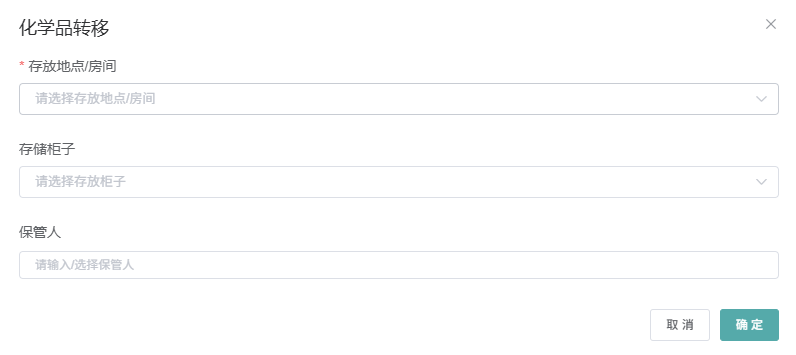 化学品转移
* 存放地点/房间
请选择存放地点/房间
存储柜子
请选择存放柜子
保管人
请输入/选择保管人
取 消 确 定